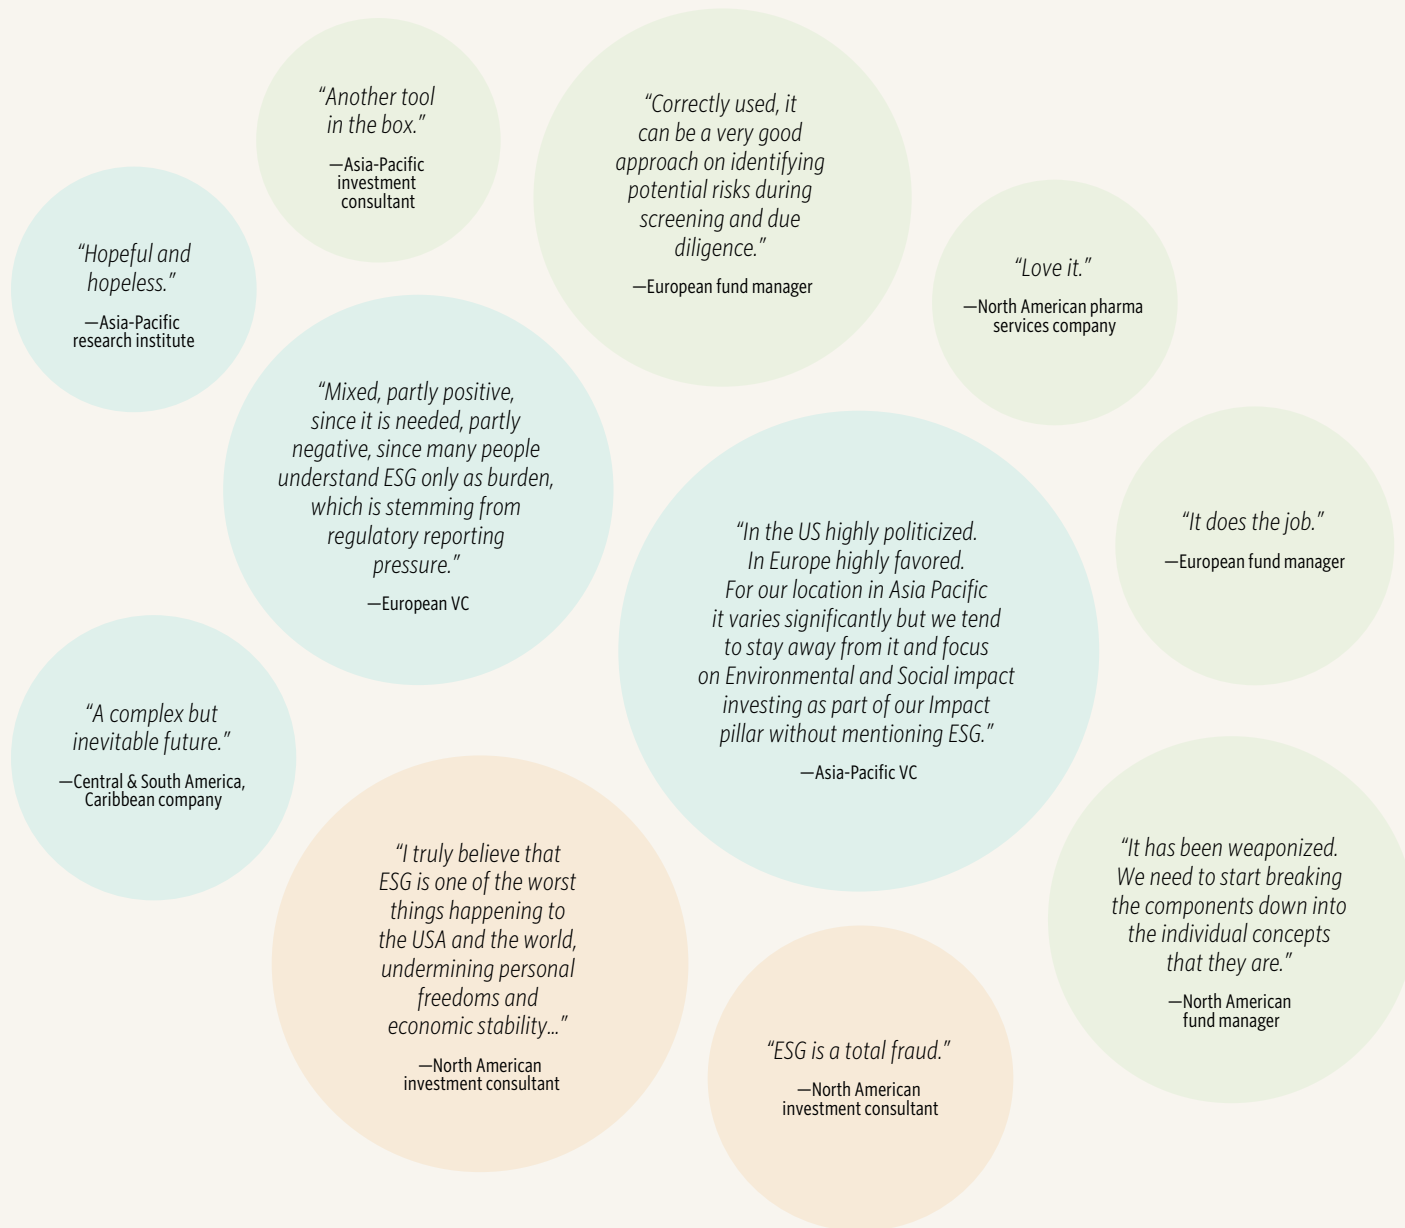 “Another tool
in the box.”
—Asia-Pacific
investment
consultant
“Correctly used, it
can be a very good
approach on identifying
potential risks during
screening and due
diligence.”
—European fund manager
“Hopeful and
hopeless.”
—Asia-Pacific
research institute
“Love it.”
—North American pharma
services company
“Mixed, partly positive,
since it is needed, partly
negative, since many people
understand ESG only as burden,
which is stemming from
regulatory reporting
pressure.”
—European VC
“In the US highly politicized.
In Europe highly favored.
For our location in Asia Pacific
it varies significantly but we tend
to stay away from it and focus
on Environmental and Social impact
investing as part of our Impact
pillar without mentioning ESG.”
—Asia-Pacific VC
“It does the job.”
—European fund manager
“A complex but
inevitable future.”
—Central & South America,
Caribbean company
“I truly believe that
ESG is one of the worst
things happening to
the USA and the world,
undermining personal
freedoms and
economic stability...”
—North American
investment consultant
“ESG is a total fraud.”
—North American
investment consultant
“It has been weaponized.
We need to start breaking
the components down into
the individual concepts
that they are.”
—North American
fund manager